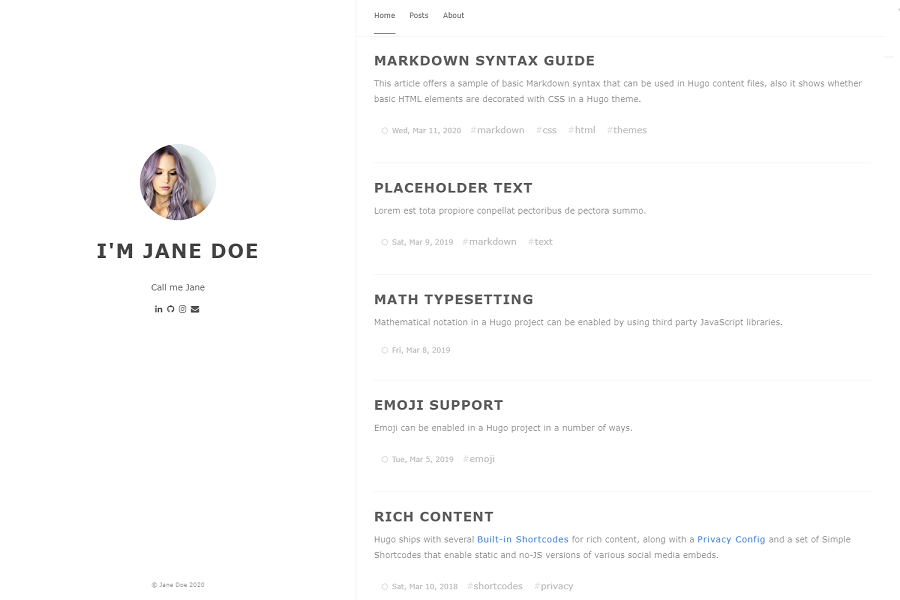 I'M JANE DOE
Call me Jane
© Jane Doe 2020
Home Posts About
MARKDOWN SYNTAX GUIDE
This article offers a sample of basic Markdown syntax that can be used in Hugo content files, also it shows whether
basic HTML elements are decorated with CSS in a Hugo theme.
Wed, Mar 11, 2020 #markdown #css #html #themes
PLACEHOLDER TEXT
Lorem est tota propiore conpellat pectoribus de pectora summo.
Sat, Mar 9, 2019 #markdown #text
MATH TYPESETTING
Mathematical notation in a Hugo project can be enabled by using third party JavaScript libraries.
Fri, Mar 8, 2019
EMOJI SUPPORT
Emoji can be enabled in a Hugo project in a number of ways.
Tue, Mar 5, 2019 #emoji
RICH CONTENT
Hugo ships with several Built-in Shortcodes for rich content, along with a Privacy Config and a set of Simple
Shortcodes that enable static and no-JS versions of various social media embeds.
Sat, Mar 10, 2018 #shortcodes #privacy